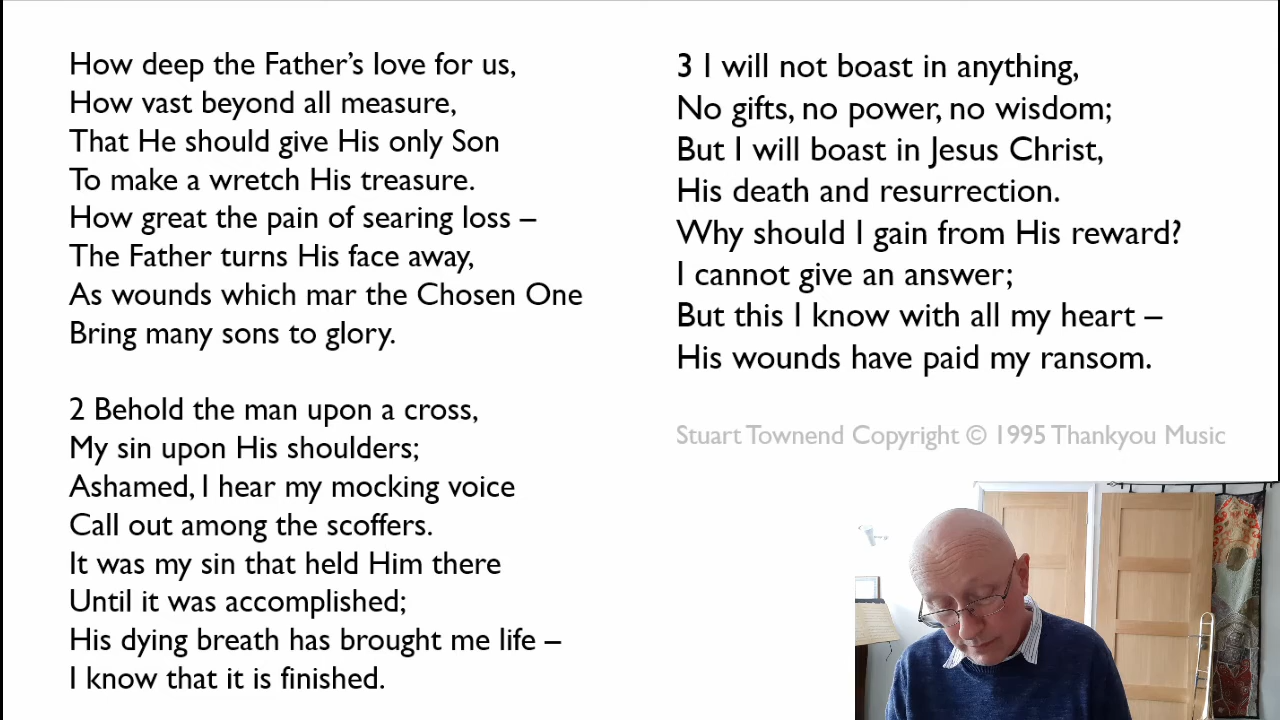 How deep the Father's love for us,
How vast beyond all measure,
That He should give His only Son
To make a wretch His treasure.
How great the pain of searing loss –
The Father turns His face away,
As wounds which mar the Chosen One
Bring many sons to glory.
2 Behold the man upon a cross,
My sin upon His shoulders;
Ashamed, I hear my mocking voice
Call out among the scoffers.
It was my sin that held Him there
Until it was accomplished;
His dying breath has brought me life –
I know that it is finished.
3 I will not boast in anything,
No gifts, no power, no wisdom;
But I will boast in Jesus Christ,
His death and resurrection.
Why should I gain from His reward?
I cannot give an answer;
But this I know with all my heart –
His wounds have paid my ransom.
Stuart Townend Copyright © 1995 Thankyou Music